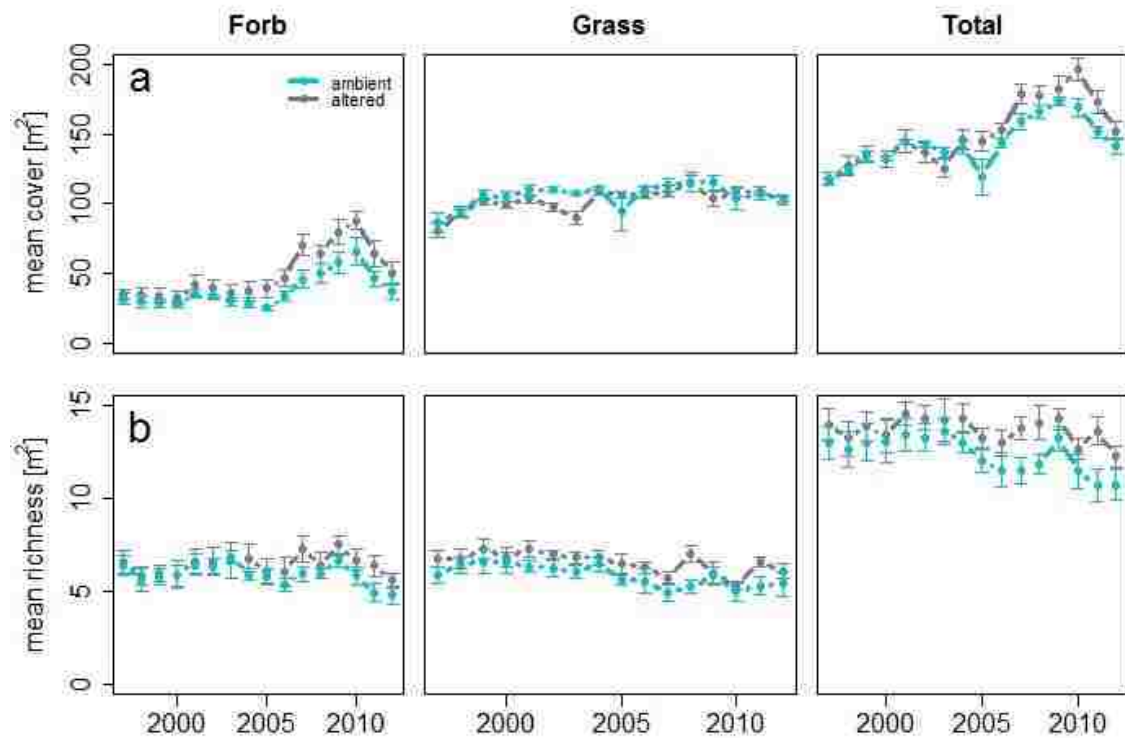 Forb Grass Total
a
ambient
altered
mean cover [m²]
200
150
100
50
0
b
mean richness [m²]
15
10
5
0
2000 2005 2010 2000 2005 2010 2000 2005 2010